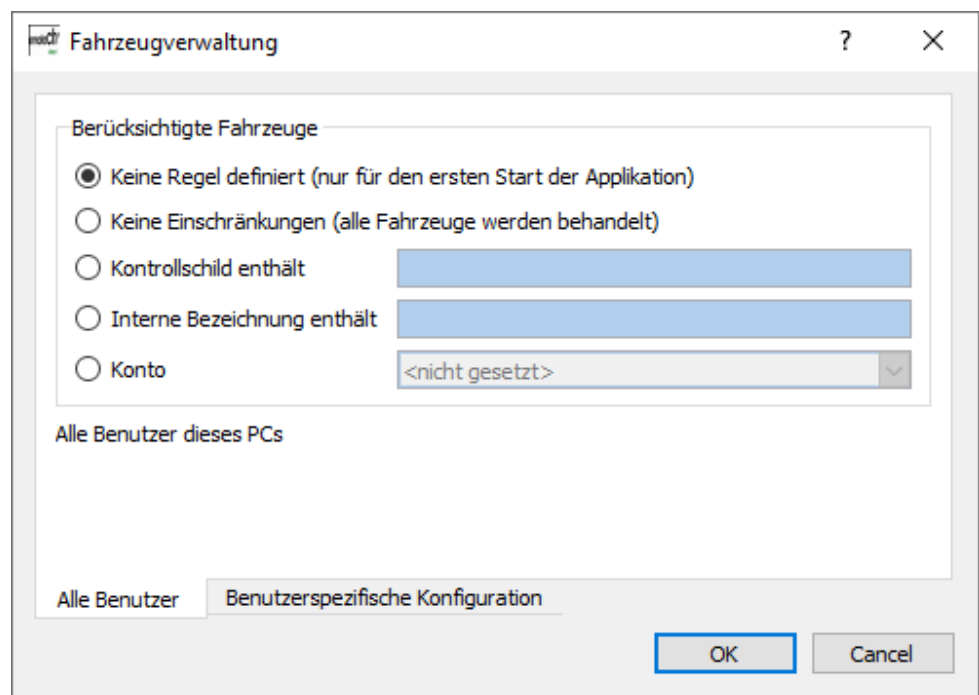 Fahrzeugverwaltung
?
Berücksichtigte Fahrzeuge
Keine Regel definiert (nur für den ersten Start der Applikation)
Keine Einschränkungen (alle Fahrzeuge werden behandelt)
Kontrollschild enthält
Interne Bezeichnung enthält
Konto <nicht gesetzt>
Alle Benutzer dieses PCs
Alle Benutzer Benutzerspezifische Konfiguration
OK Cancel